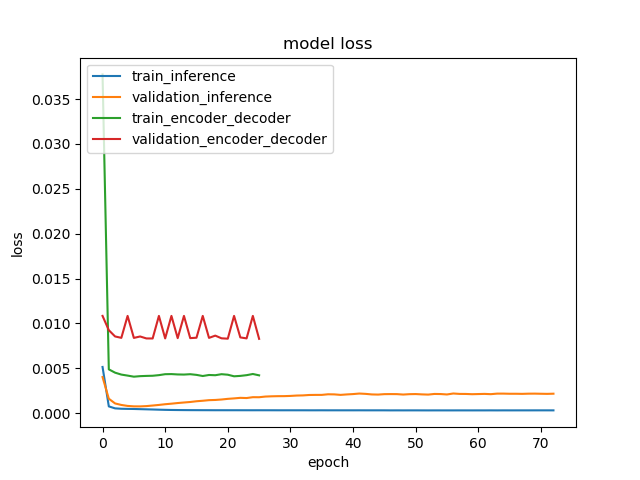 model loss
train_inference
validation_inference
train_encoder_decoder
validation_encoder_decoder
loss
0.035
0.030
0.025
0.020
0.015
0.010
0.005
0.000
0 10 20 30 40 50 60 70
epoch